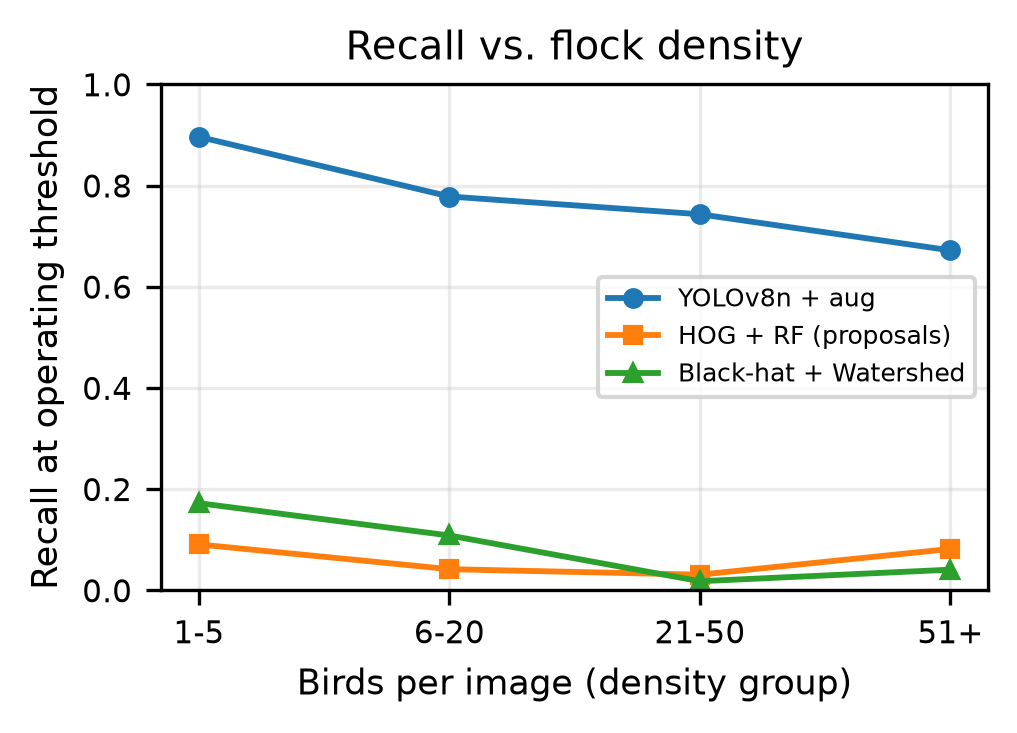 Recall vs. flock density
Recall at operating threshold
1.0
0.8
0.6
0.4
0.2
0.0
YOLOv8n + aug
HOG + RF (proposals)
Black-hat + Watershed
1-5
6-20
21-50
51+
Birds per image (density group)